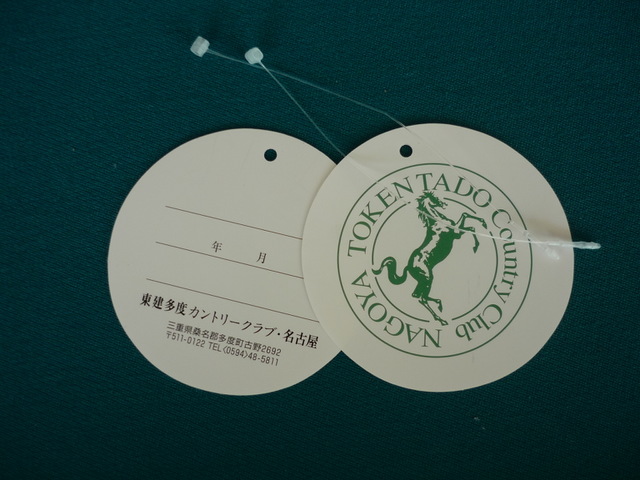 年 月
東建多度カントリークラブ・名古屋
三重県桑名郡多度町古野2692
〒511-0122 TEL(0594)48-5811
NAGOYA TOKEN TADO Country Club